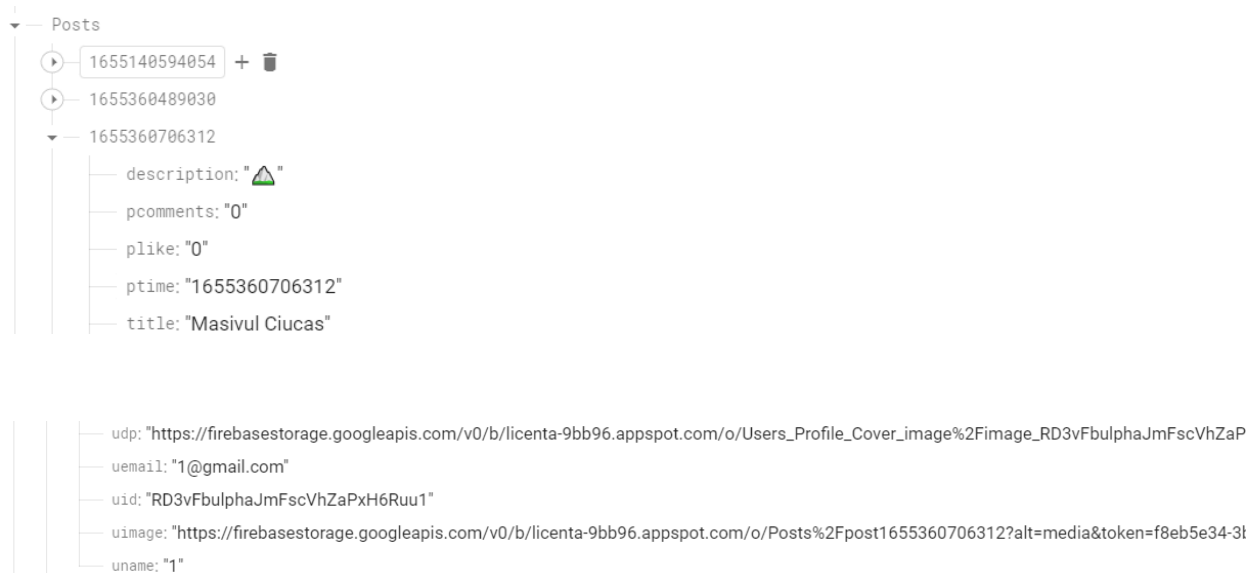 Posts
1655140594054
1655360489030
1655360706312
description: "⛰"
pcomments: "0"
plike: "0"
ptime: "1655360706312"
title: "Masivul Ciucas"
udp: "https://firebasestorage.googleapis.com/v0/b/licenta-9bb96.appspot.com/o/Users_Profile_Cover_image%2Fimage_RD3vFbulphaJmFscVhZaP
uemail: "1@gmail.com"
uid: "RD3vFbulphaJmFscVhZaPxH6Ruu1"
uimage: "https://firebasestorage.googleapis.com/v0/b/licenta-9bb96.appspot.com/o/Posts%2Fpost1655360706312?alt=media&token=f8eb5e34-3b
uname: "1"